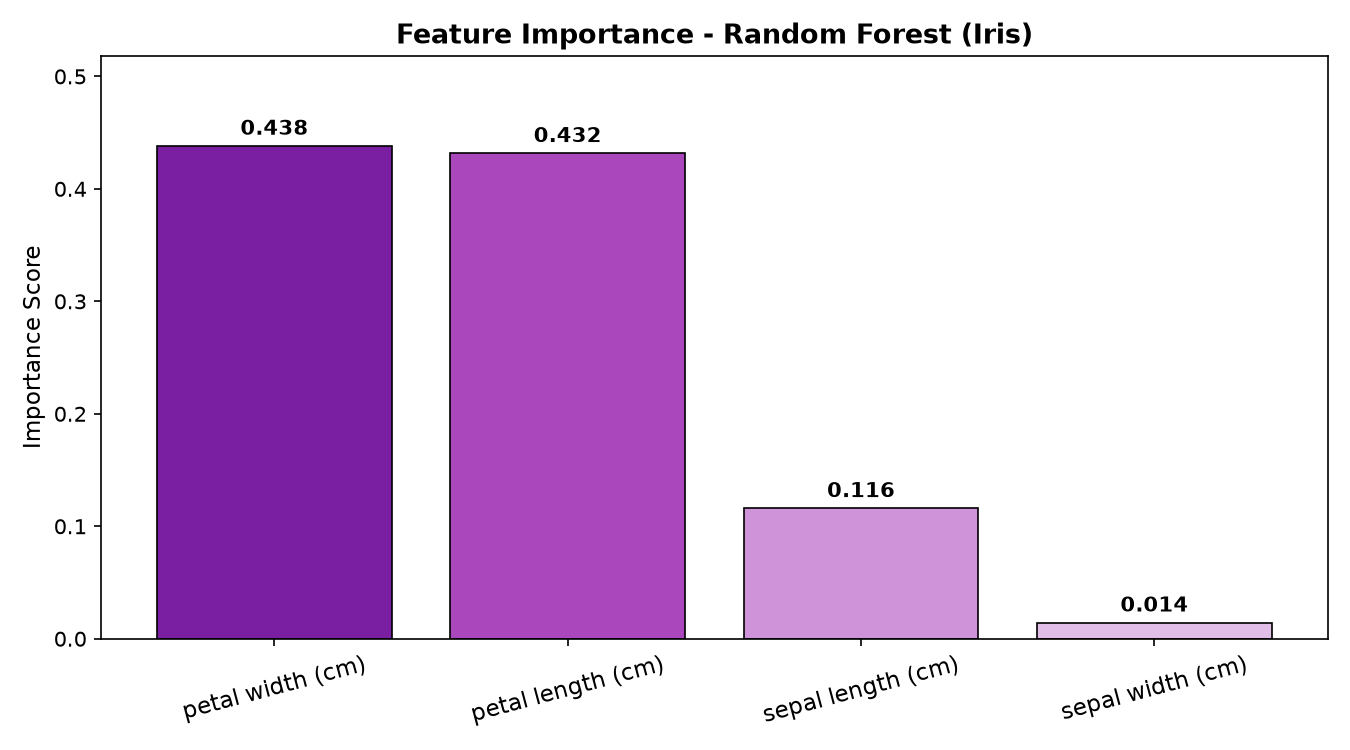 Feature Importance - Random Forest (Iris)
Importance Score
0.5
0.4
0.3
0.2
0.1
0.0
0.438
0.432
0.116
0.014
petal width (cm)
petal length (cm)
sepal length (cm)
sepal width (cm)